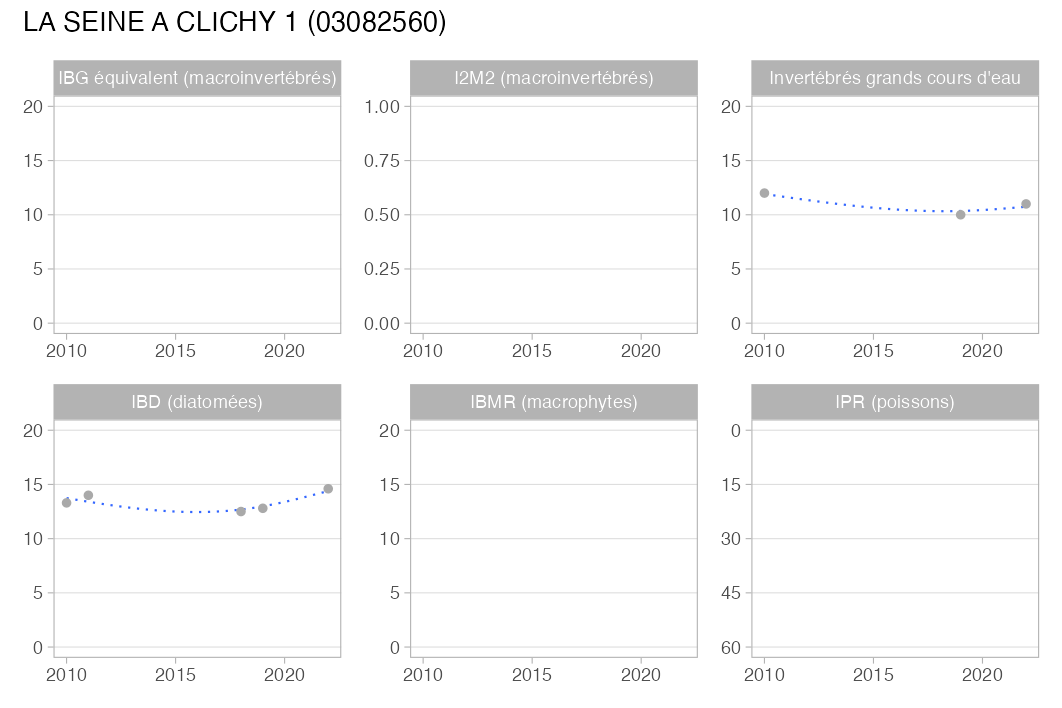 LA SEINE A CLICHY 1 (03082560)
IBG équivalent (macroinvertébrés)
20
15
10
5
0
2010 2015 2020
I2M2 (macroinvertébrés)
1.00
0.75
0.50
0.25
0.00
2010 2015 2020
Invertébrés grands cours d'eau
20
15
10
5
0
2010 2015 2020
IBD (diatomées)
20
15
10
5
0
2010 2015 2020
IBMR (macrophytes)
20
15
10
5
0
2010 2015 2020
IPR (poissons)
0
15
30
45
60
2010 2015 2020